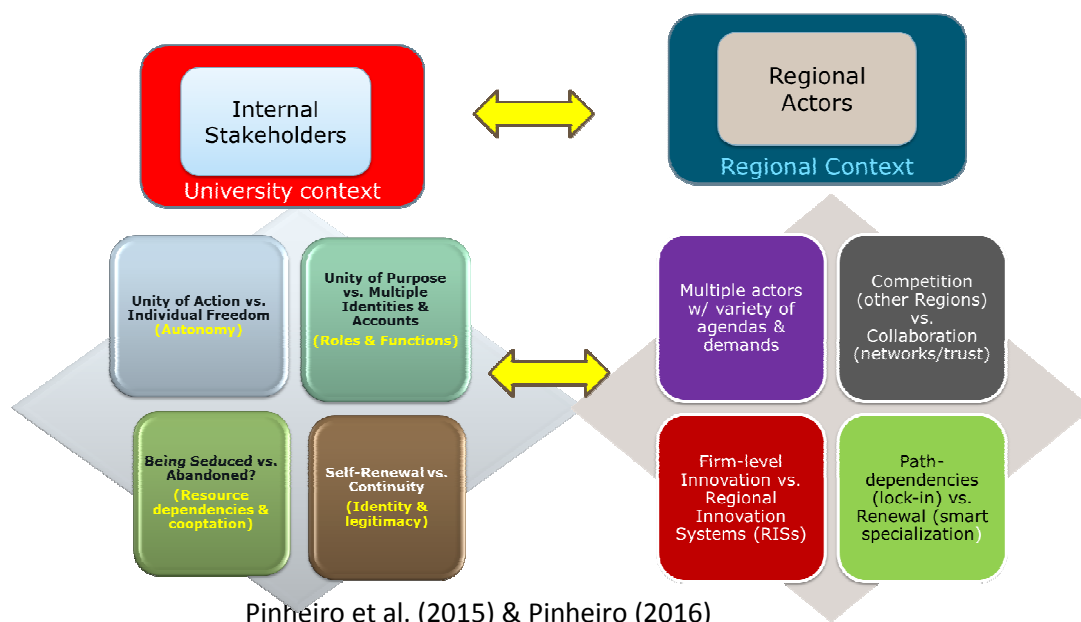 Internal
Stakeholders
University context
Regional
Actors
Regional Context
Unity of Action vs.
Individual Freedom
(Autonomy)
Unity of Purpose
vs. Multiple
Identities &
Accounts
(Roles & Functions)
Being Seduced vs.
Abandoned?
(Resource
dependencies &
cooptation)
Self-Renewal vs.
Continuity
(Identity &
legitimacy)
Multiple actors
w/ variety of
agendas &
demands
Competition
(other Regions)
vs.
Collaboration
(networks/trust)
Firm-level
Innovation vs.
Regional
Innovation
Systems (RISs)
Path-
dependencies
(lock-in) vs.
Renewal (smart
specialization)
Pinheiro et al. (2015) & Pinheiro (2016)